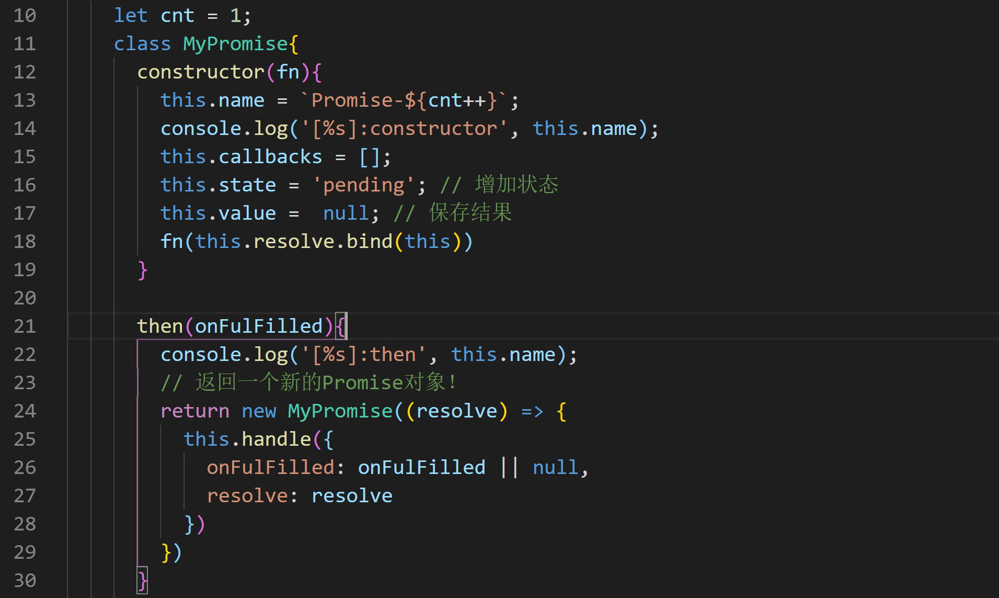 10 let cnt = 1;
11 class MyPromise{
12 constructor(fn){
13 this.name = `Promise-${cnt++}`;
14 console.log('[%s]:constructor', this.name);
15 this.callbacks = [];
16 this.state = 'pending'; // 增加状态
17 this.value =  null; // 保存结果
18 fn(this.resolve.bind(this))
19 }
20
21 then(onFulFilled){
22 console.log('[%s]:then', this.name);
23 // 返回一个新的Promise对象！
24 return new MyPromise((resolve) => {
25 this.handle({
26 onFulFilled: onFulFilled || null,
27 resolve: resolve
28 })
29 })
30 }